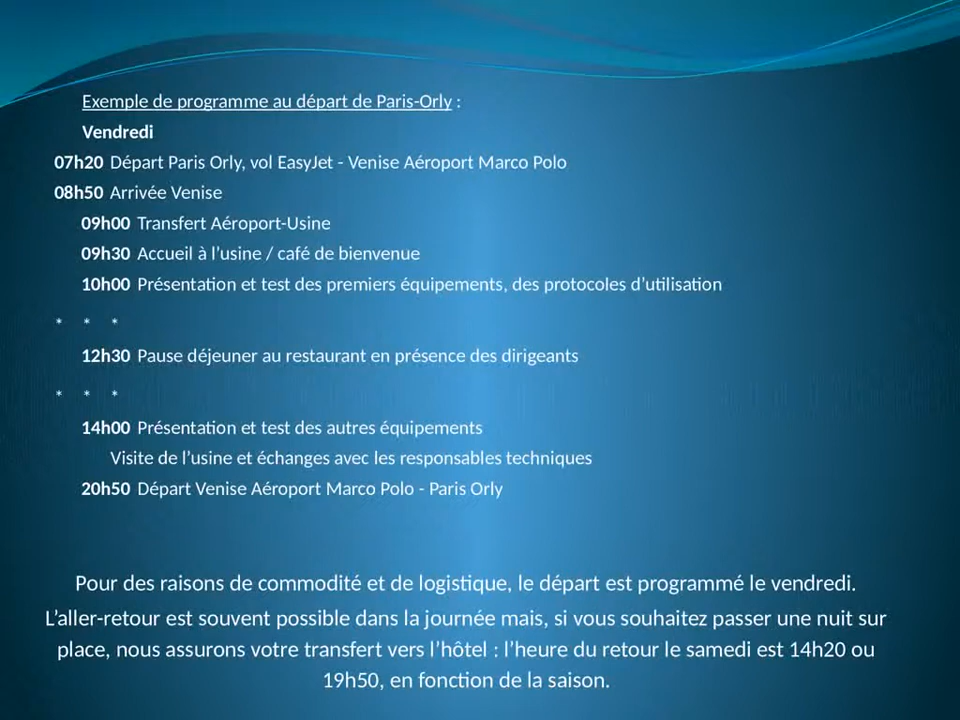 Exemple de programme au départ de Paris-Orly :
Vendredi
07h20 Départ Paris Orly, vol EasyJet - Venise Aéroport Marco Polo
08h50 Arrivée Venise
09h00 Transfert Aéroport-Usine
09h30 Accueil à l’usine / café de bienvenue
10h00 Présentation et test des premiers équipements, des protocoles d’utilisation
* * *
12h30 Pause déjeuner au restaurant en présence des dirigeants
* * *
14h00 Présentation et test des autres équipements
Visite de l’usine et échanges avec les responsables techniques
20h50 Départ Venise Aéroport Marco Polo - Paris Orly
Pour des raisons de commodité et de logistique, le départ est programmé le vendredi.
L’aller-retour est souvent possible dans la journée mais, si vous souhaitez passer une nuit sur
place, nous assurons votre transfert vers l’hôtel : l’heure du retour le samedi est 14h20 ou
19h50, en fonction de la saison.